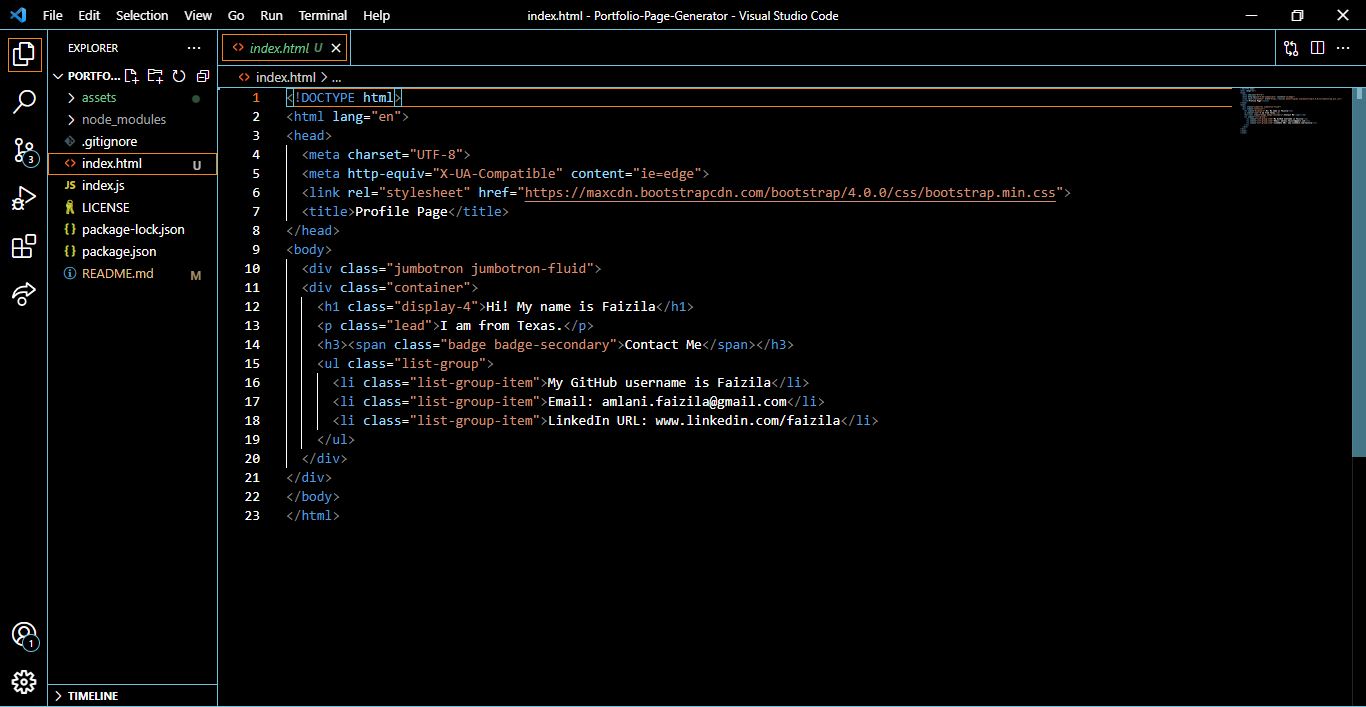 File Edit Selection View Go Run Terminal Help index.html - Portfolio-Page-Generator - Visual Studio Code
EXPLORER ...
PORTFO...
assets
node_modules
.gitignore
index.html U
JS index.js
LICENSE
{} package-lock.json
{} package.json
README.md M
TIMELINE
3
1
<> index.html U
<> index.html > ...
1 <!DOCTYPE html>
2 <html lang="en">
3 <head>
4 <meta charset="UTF-8">
5 <meta http-equiv="X-UA-Compatible" content="ie=edge">
6 <link rel="stylesheet" href="https://maxcdn.bootstrapcdn.com/bootstrap/4.0.0/css/bootstrap.min.css">
7 <title>Profile Page</title>
8 </head>
9 <body>
10 <div class="jumbotron jumbotron-fluid">
11 <div class="container">
12 <h1 class="display-4">Hi! My name is Faizila</h1>
13 <p class="lead">I am from Texas.</p>
14 <h3><span class="badge badge-secondary">Contact Me</span></h3>
15 <ul class="list-group">
16 <li class="list-group-item">My GitHub username is Faizila</li>
17 <li class="list-group-item">Email: amlani.faizila@gmail.com</li>
18 <li class="list-group-item">LinkedIn URL: www.linkedin.com/faizila</li>
19 </ul>
20 </div>
21 </div>
22 </body>
23 </html>